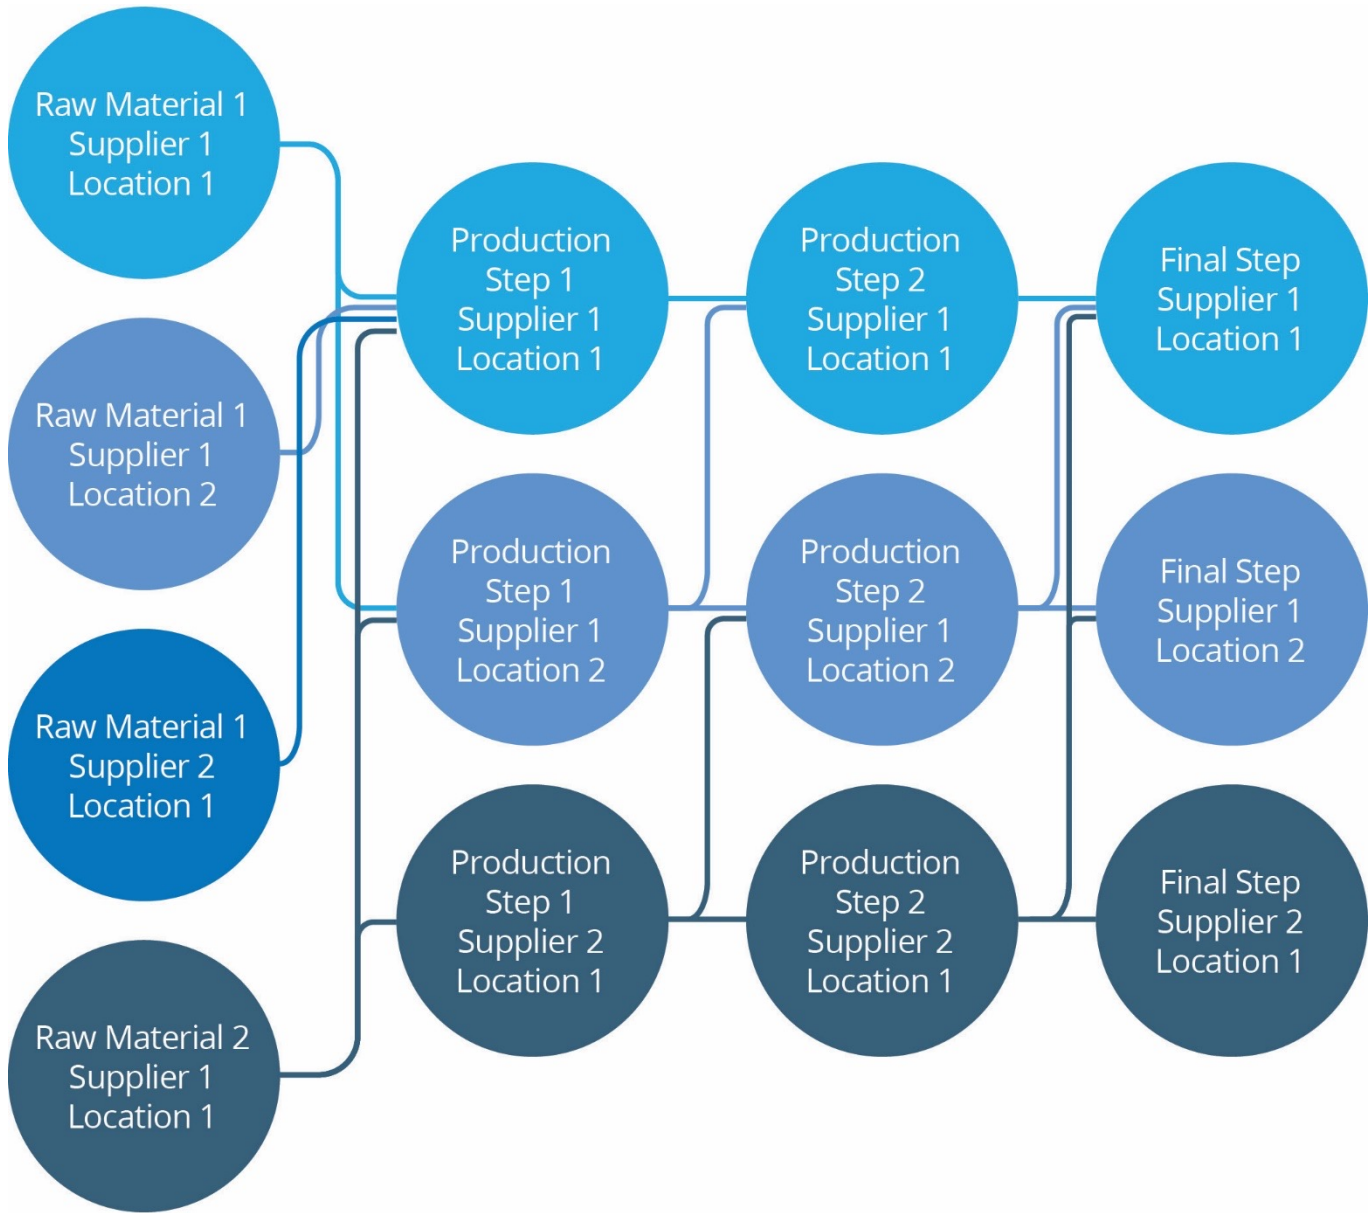 Raw Material 1
Supplier 1
Location 1
Raw Material 1
Supplier 1
Location 2
Raw Material 1
Supplier 2
Location 1
Raw Material 2
Supplier 1
Location 1
Production
Step 1
Supplier 1
Location 1
Production
Step 1
Supplier 1
Location 2
Production
Step 1
Supplier 2
Location 1
Production
Step 2
Supplier 1
Location 1
Production
Step 2
Supplier 1
Location 2
Production
Step 2
Supplier 2
Location 1
Final Step
Supplier 1
Location 1
Final Step
Supplier 1
Location 2
Final Step
Supplier 2
Location 1